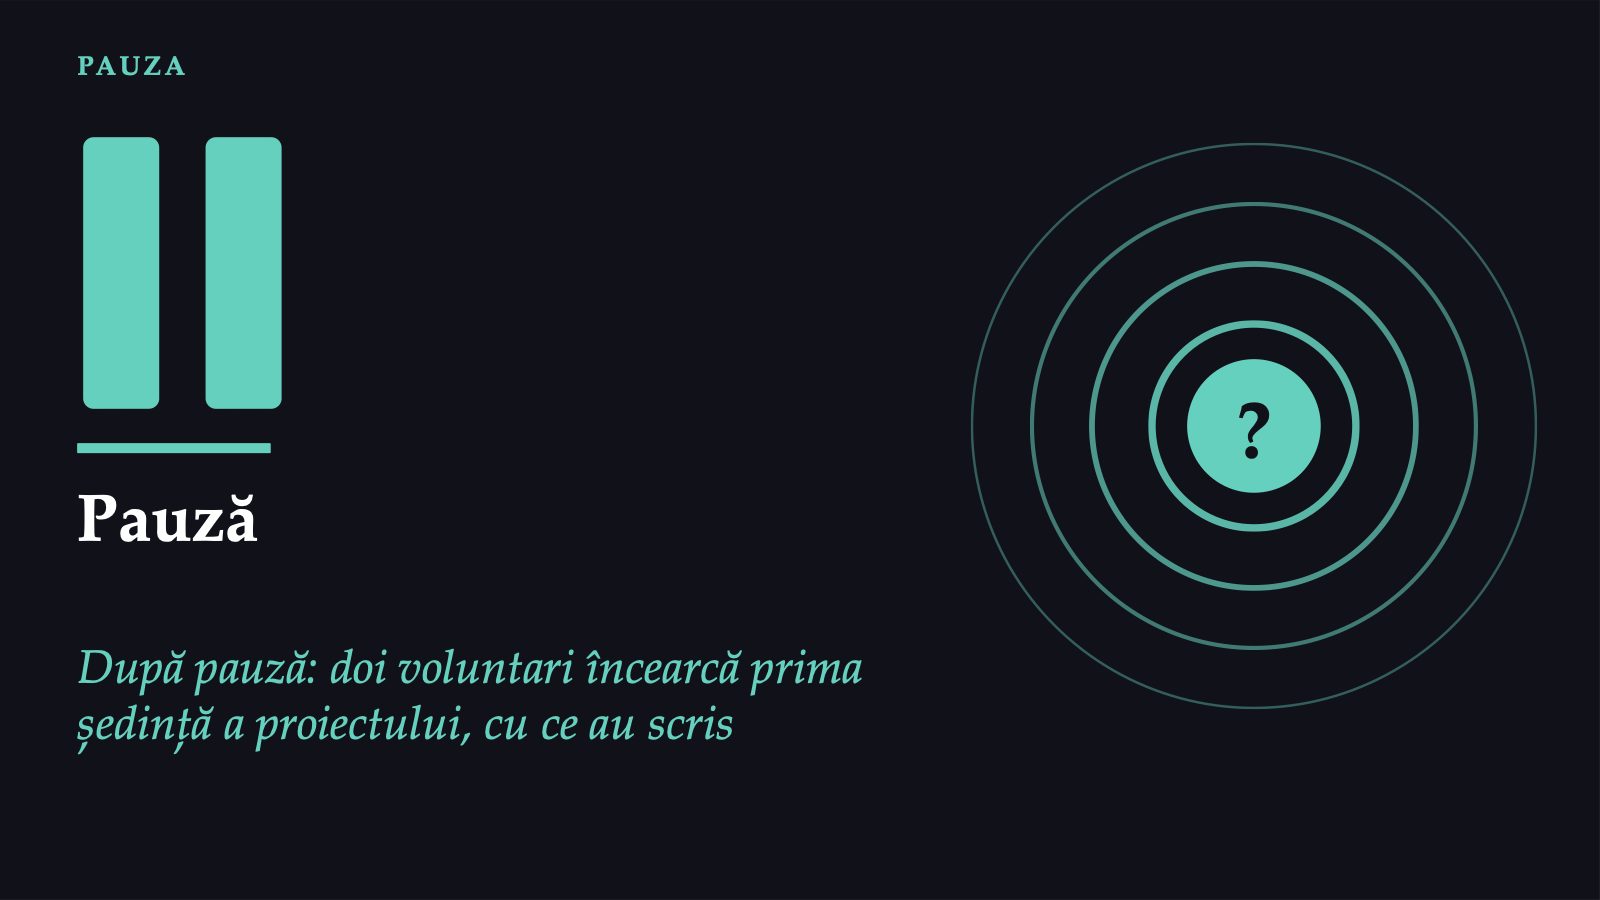 PAUZA
Pauză
După pauză: doi voluntari încearcă prima
ședință a proiectului, cu ce au scris
?